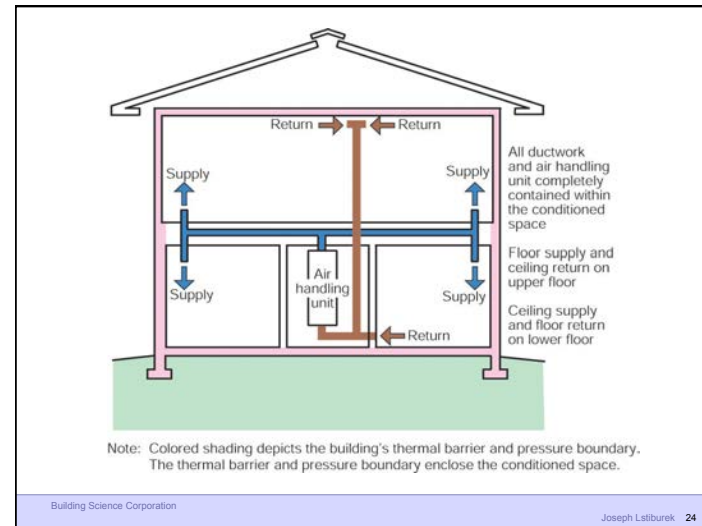 Return
Return
Supply
Supply
All ductwork
and air handling
unit completely
contained within
the conditioned
space
Floor supply and
ceiling return on
upper floor
Supply
Air
handling
unit
Supply
Ceiling supply
and floor return
on lower floor
Return
Note: Colored shading depicts the building's thermal barrier and pressure boundary.
The thermal barrier and pressure boundary enclose the conditioned space.
Building Science Corporation
Joseph Lstiburek 24